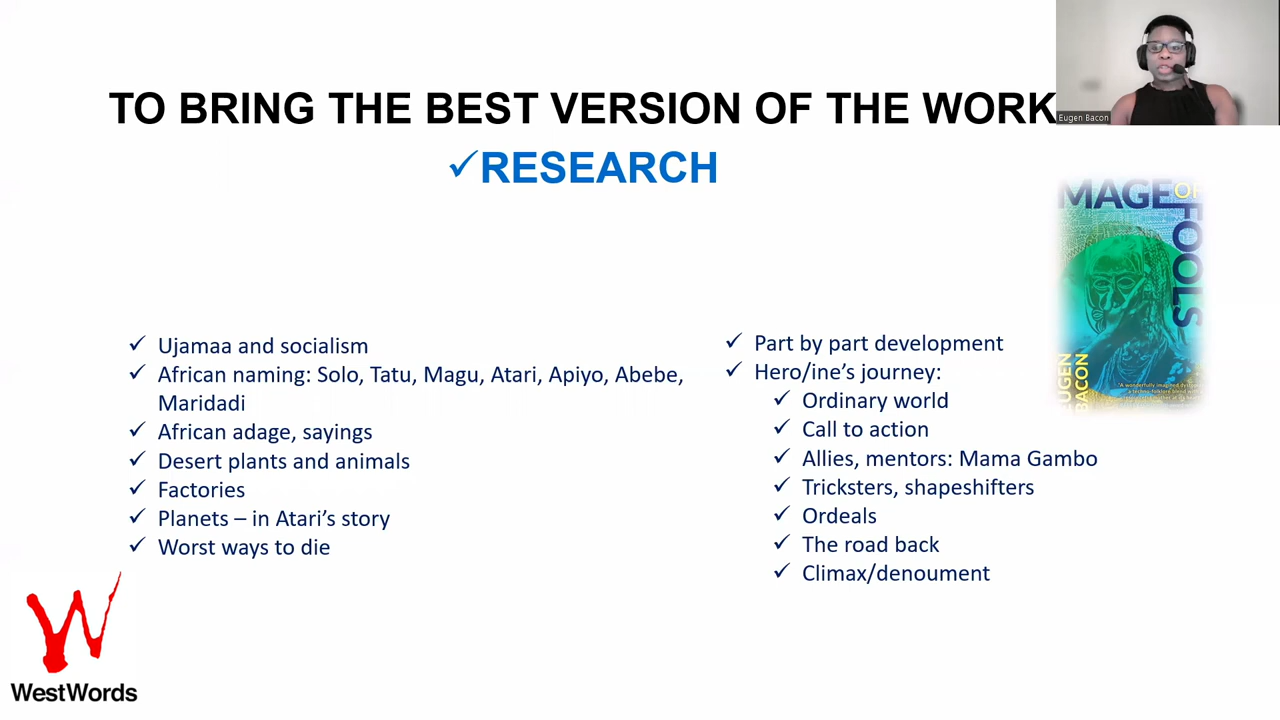 TO BRING THE BEST VERSION OF THE WORK
✓RESEARCH
Eugen Bacon
MAGE OF
FOOLS
EUGEN
BACON
✓ Ujamaa and socialism
✓ African naming: Solo, Tatu, Magu, Atari, Apiyo, Abebe,
Maridadi
✓ African adage, sayings
✓ Desert plants and animals
✓ Factories
✓ Planets – in Atari’s story
✓ Worst ways to die
✓ Part by part development
✓ Hero/ine’s journey:
✓ Ordinary world
✓ Call to action
✓ Allies, mentors: Mama Gambo
✓ Tricksters, shapeshifters
✓ Ordeals
✓ The road back
✓ Climax/denoument
W
WestWords